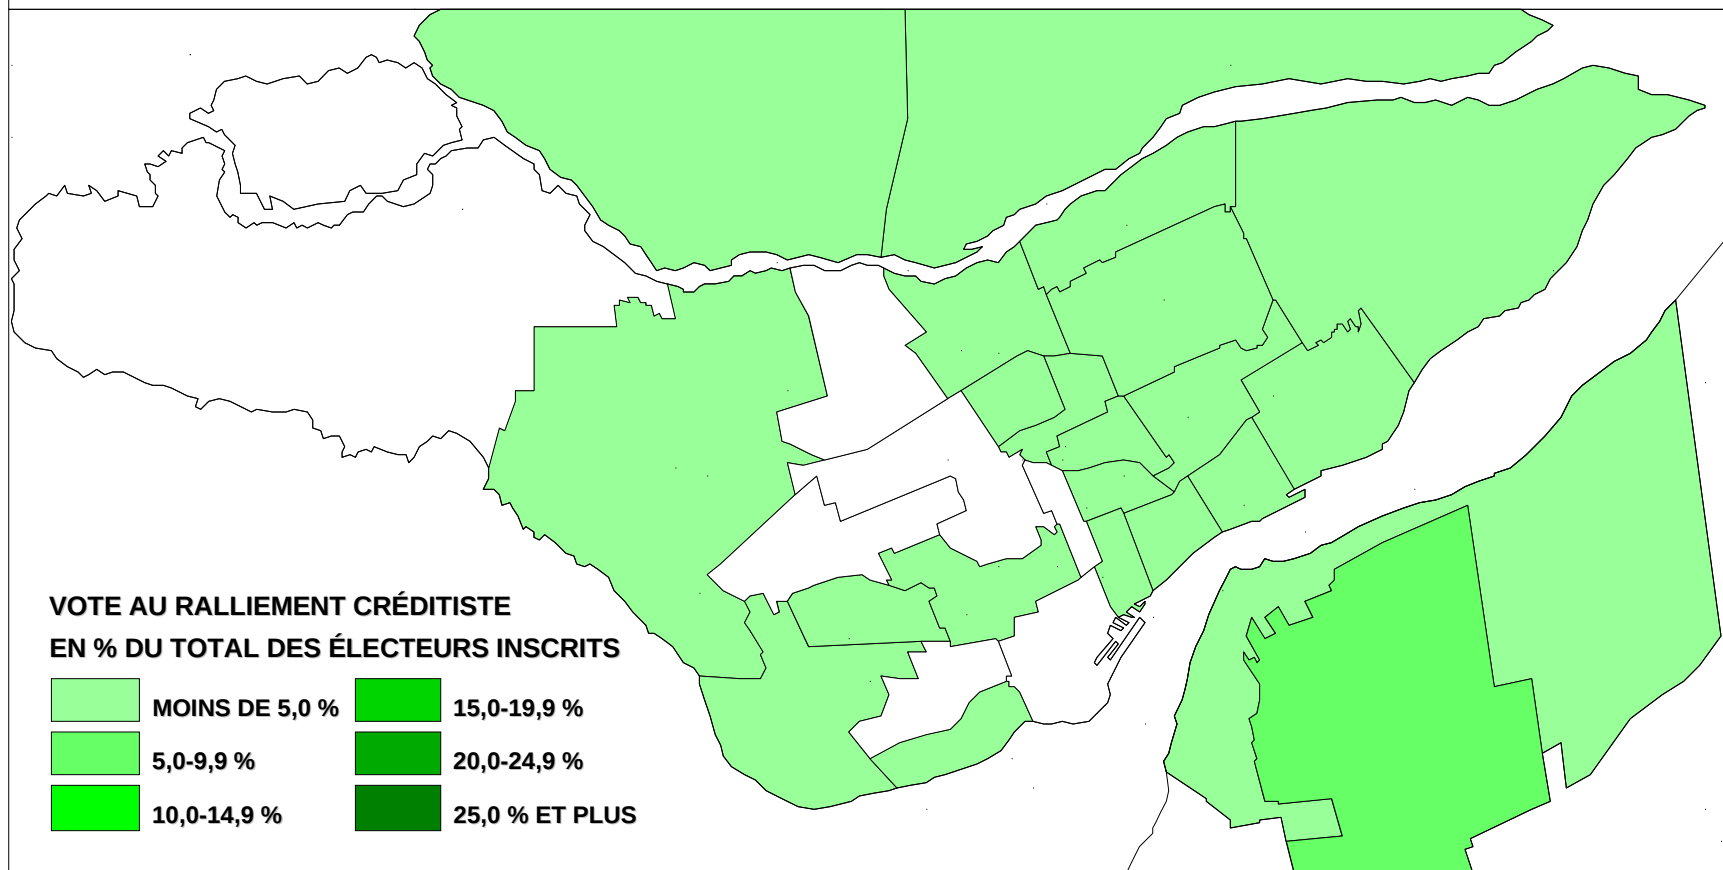 VOTE AU RALLIEMENT CRÉDITISTE
EN % DU TOTAL DES ÉLECTEURS INSCRITS
MOINS DE 5,0 %
5,0-9,9 %
10,0-14,9 %
15,0-19,9 %
20,0-24,9 %
25,0 % ET PLUS